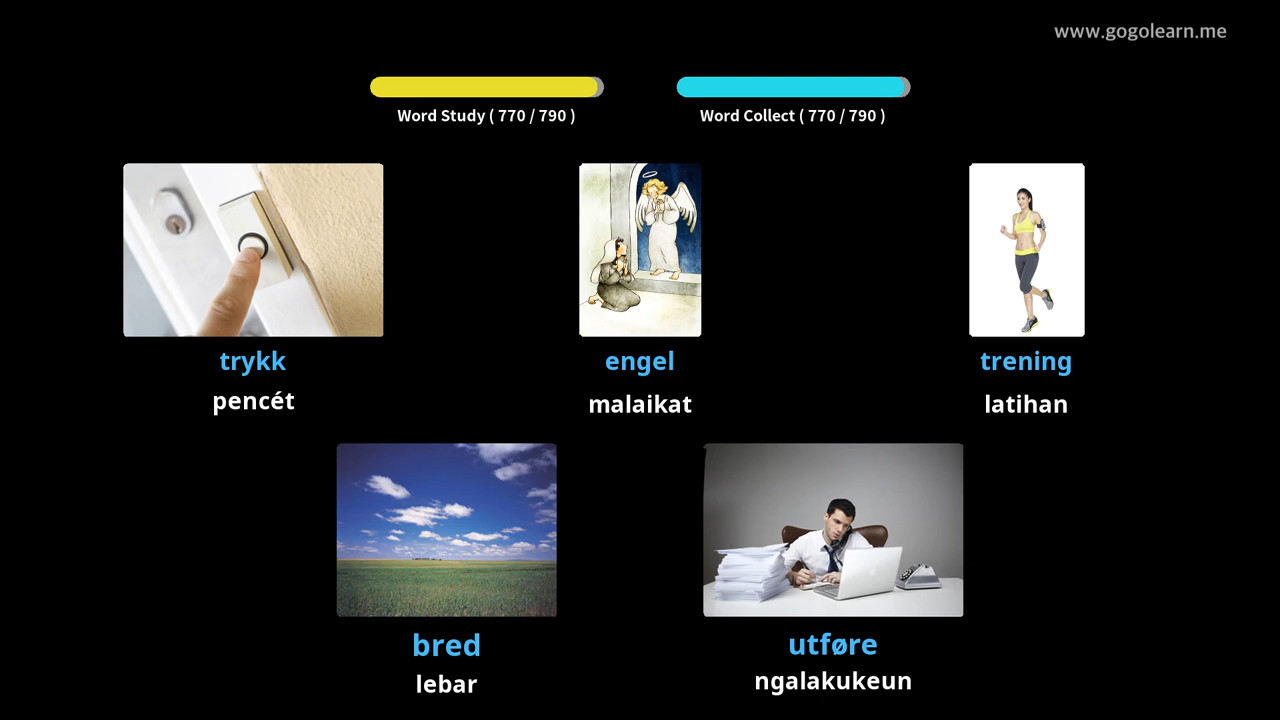 www.gogolearn.me
Word Study ( 770 / 790 )
Word Collect ( 770 / 790 )
trykk
engel
trening
pencét
malaikat
latihan
bred
utføre
lebar
ngalakukeun